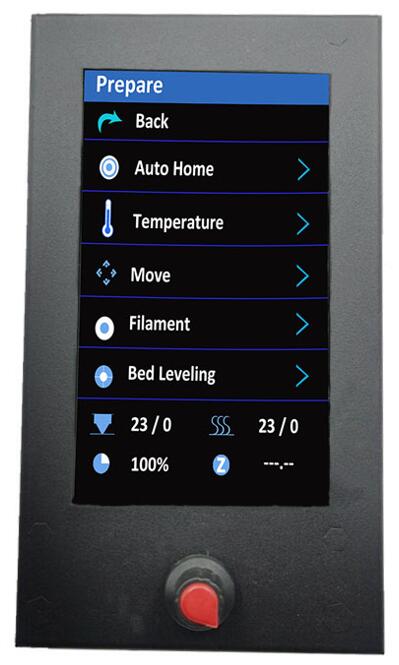 Prepare
Back
Auto Home
Temperature
Move
Filament
Bed Leveling
23 / 0 23 / 0
100% Z ---.--